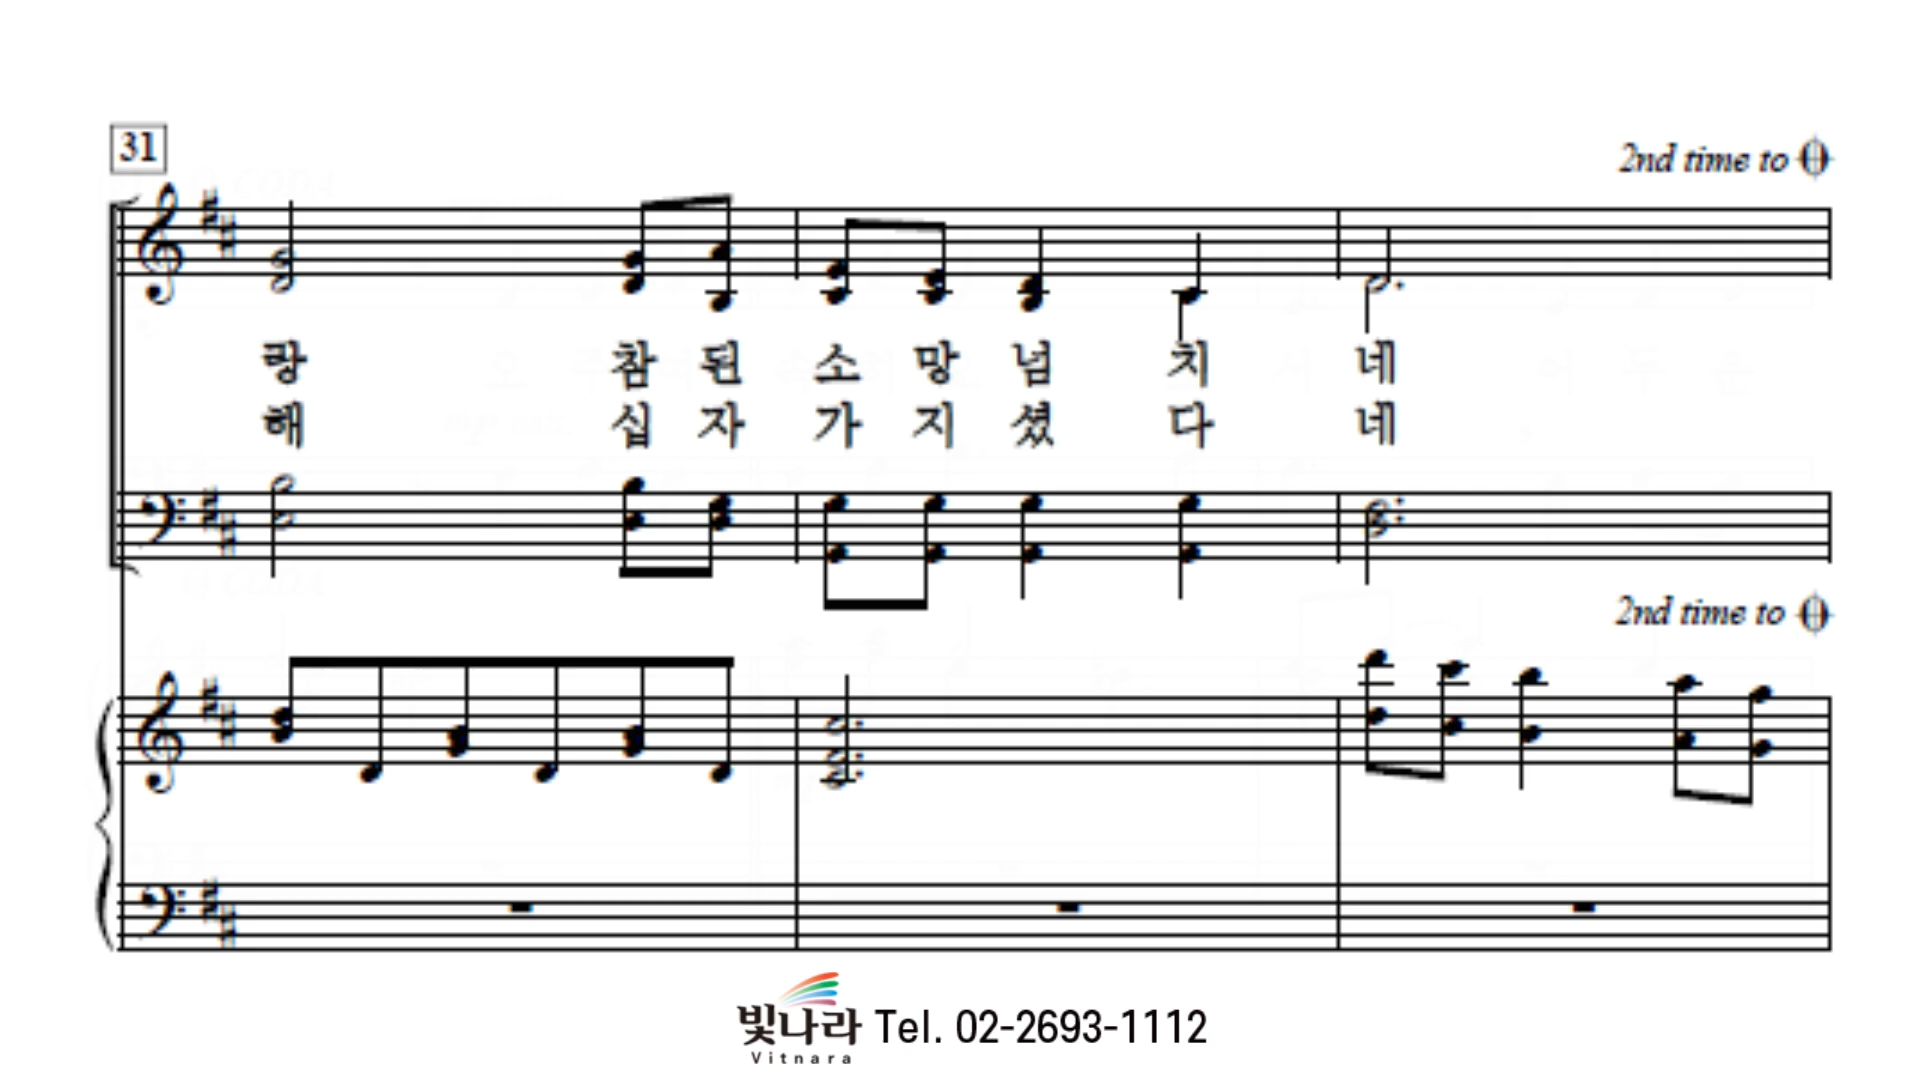 31
2nd time to
랑 참 된 소 망 넘 치 네
해 십 자 가 지 셨 다 네
2nd time to
빛나라 Tel. 02-2693-1112
Vitnara